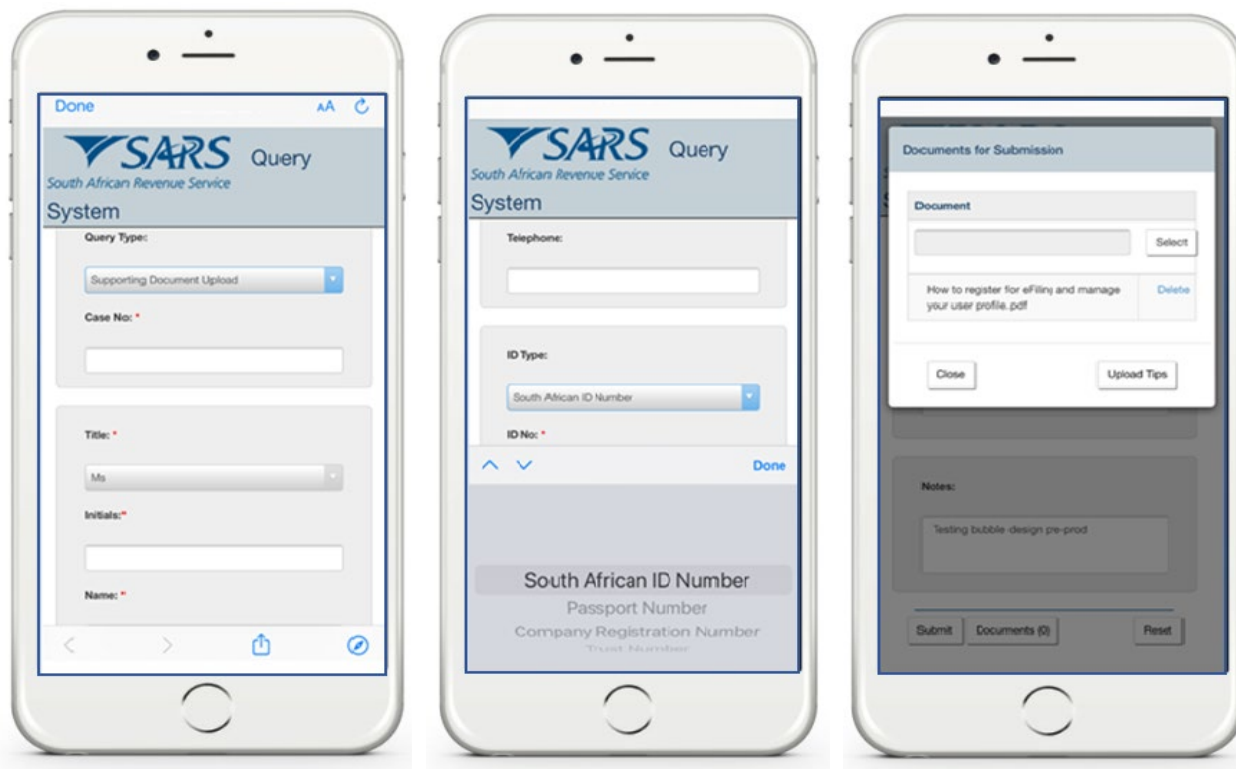 Done
AA
SARS Query
South African Revenue Service
System
Query Type:
Supporting Document Upload
Case No: *
Title: *
Ms
Initials:*
Name: *
SARS Query
South African Revenue Service
System
Telephone:
ID Type:
South African ID Number
ID No: *
Done
South African ID Number
Passport Number
Company Registration Number
Trust Number
Documents for Submission
Document
Select
How to register for eFiling and manage
your user profile.pdf
Delete
Close
Upload Tips
Notes:
Testing bubble design pre-prod
Submit
Documents (0)
Reset